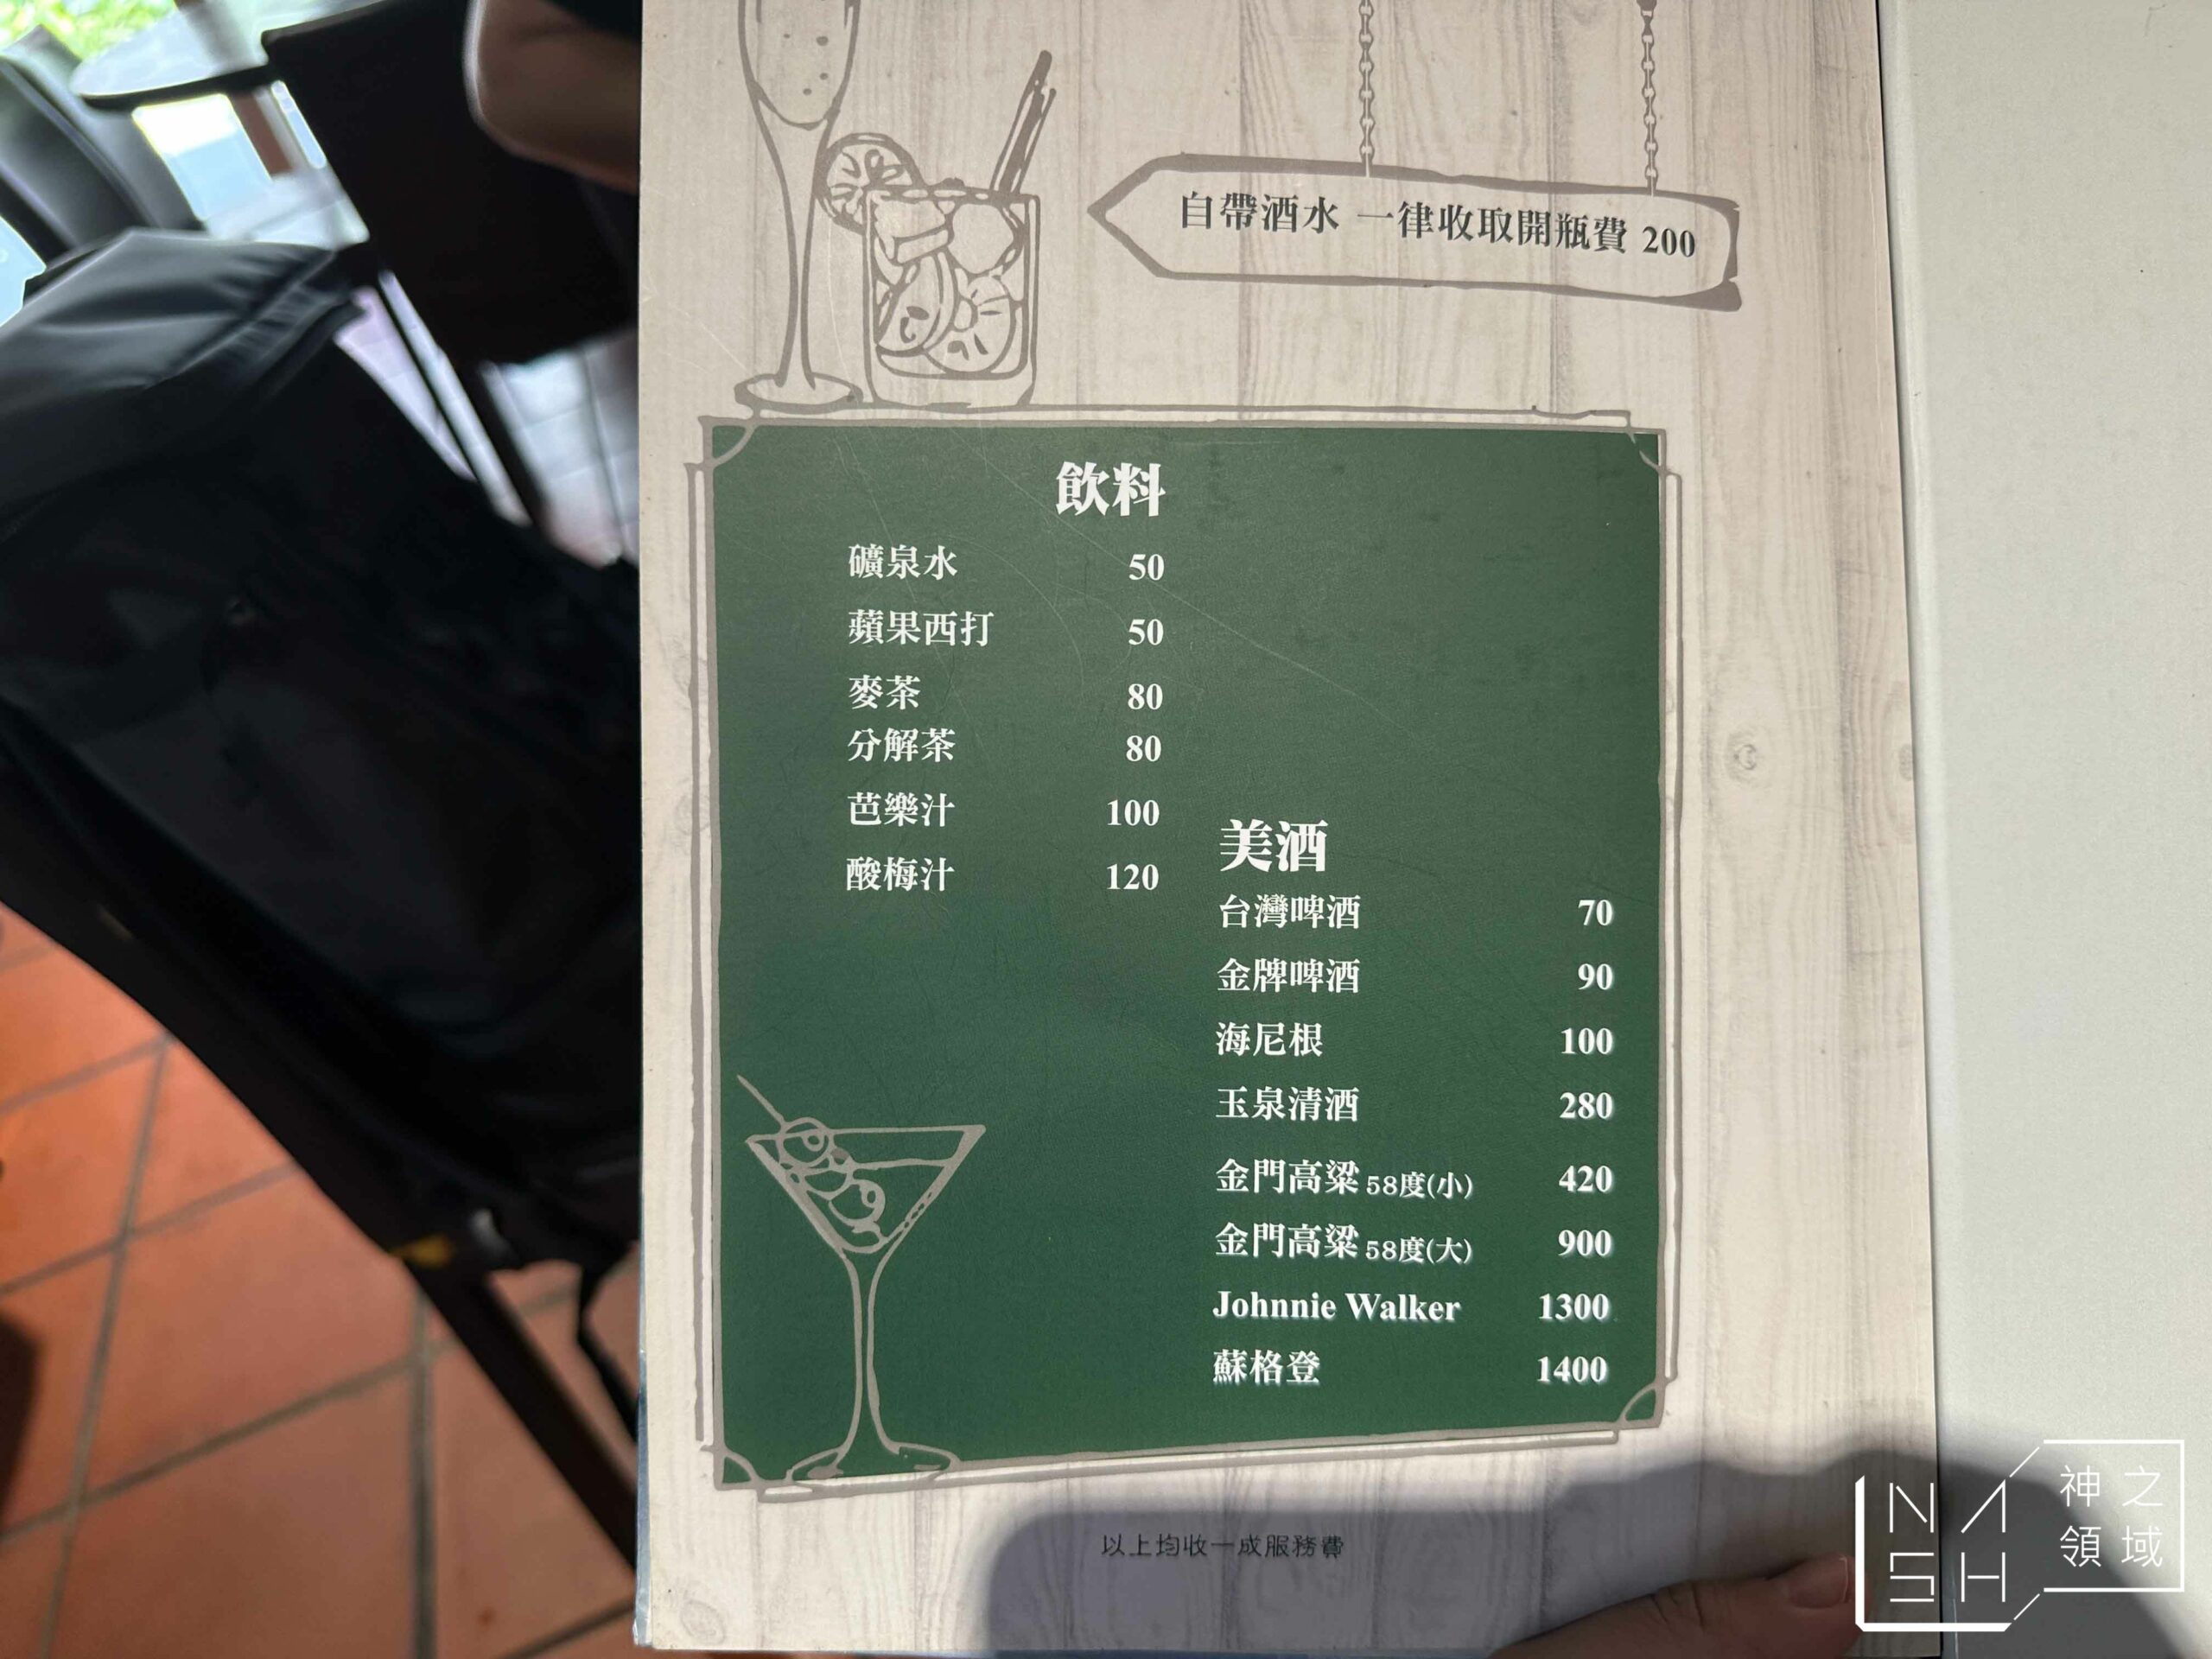 自帶酒水 一律收取開瓶費 200
飲料
礦泉水 50
蘋果西打 50
麥茶 80
分解茶 80
芭樂汁 100
酸梅汁 120
美酒
台灣啤酒 70
金牌啤酒 90
海尼根 100
玉泉清酒 280
金門高粱 58度(小) 420
金門高粱 58度(大) 900
Johnnie Walker 1300
蘇格登 1400
以上均收一成服務費
NASH
神之
領域